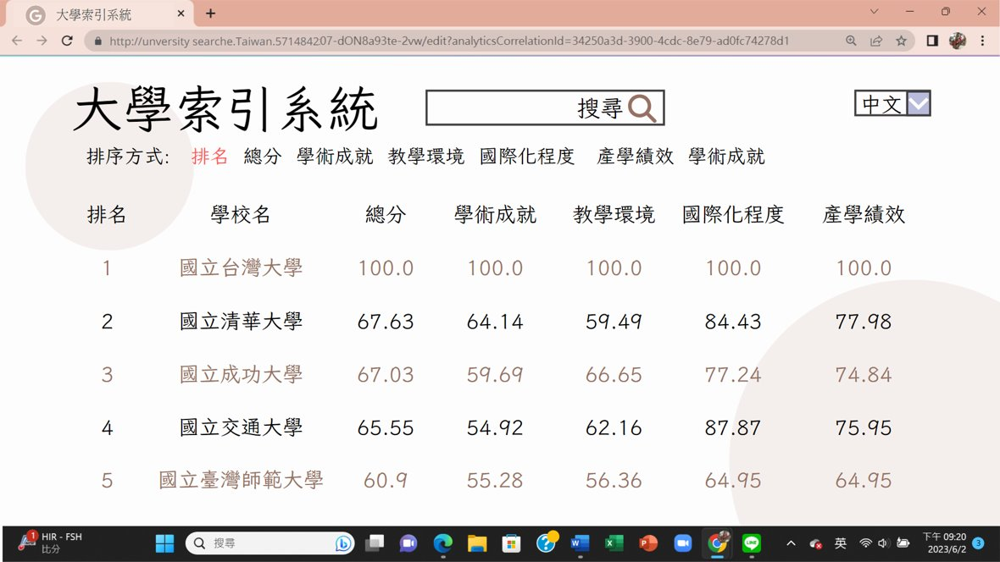 大學索引系統
http://unversity searche.Taiwan.571484207-dON8a93te-2vw/edit?analyticsCorrelationId=34250a3d-3900-4cdc-8e79-ad0fc74278d1
大學索引系統 搜尋 中文
排序方式: 排名 總分 學術成就 教學環境 國際化程度 產學績效 學術成就
排名 學校名 總分 學術成就 教學環境 國際化程度 產學績效
1 國立台灣大學 100.0 100.0 100.0 100.0 100.0
2 國立清華大學 67.63 64.14 59.49 84.43 77.98
3 國立成功大學 67.03 59.69 66.65 77.24 74.84
4 國立交通大學 65.55 54.92 62.16 87.87 75.95
5 國立臺灣師範大學 60.9 55.28 56.36 64.95 64.95
1 HIR - FSH 搜尋 英 下午 09:20
比分 2023/6/2 3